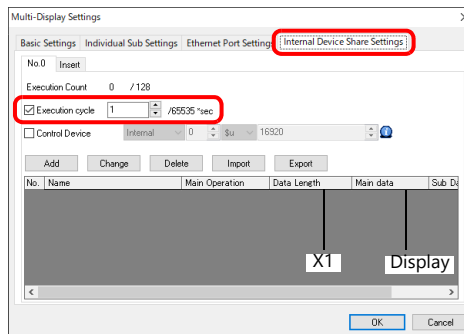 Multi-Display Settings
Basic Settings Individual Sub Settings Ethernet Port Settings Internal Device Share Settings
No.0 Insert
Execution Count 0 / 128
Execution cycle 1 /65535 *sec
Control Device Internal 0 $u 16920
Add Change Delete Import Export
No. Name Main Operation Data Length Main data Sub Da
X1 Display
OK Cancel